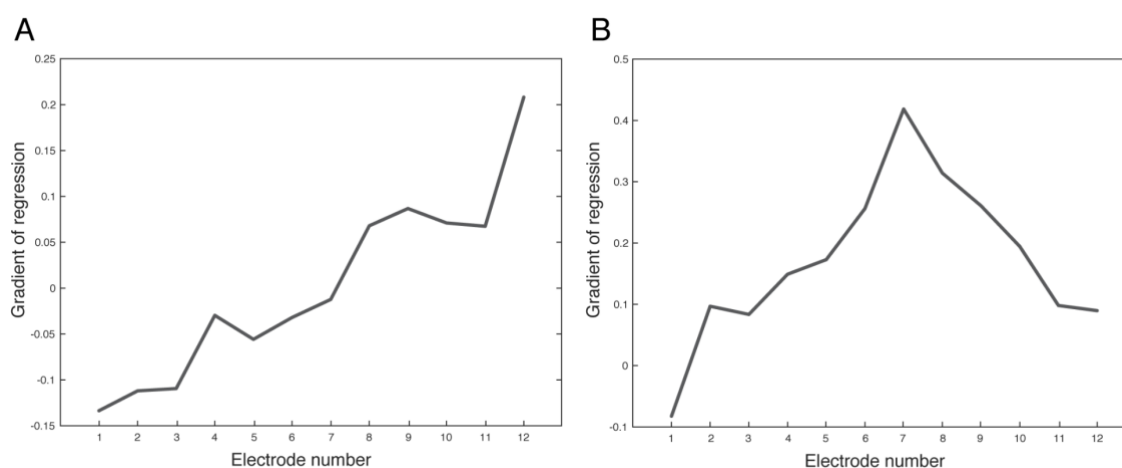 A
0.25
0.2
0.15
0.1
0.05
0
-0.05
-0.1
-0.15
Gradient of regression
1 2 3 4 5 6 7 8 9 10 11 12
Electrode number
B
0.5
0.4
0.3
0.2
0.1
0
-0.1
Gradient of regression
1 2 3 4 5 6 7 8 9 10 11 12
Electrode number